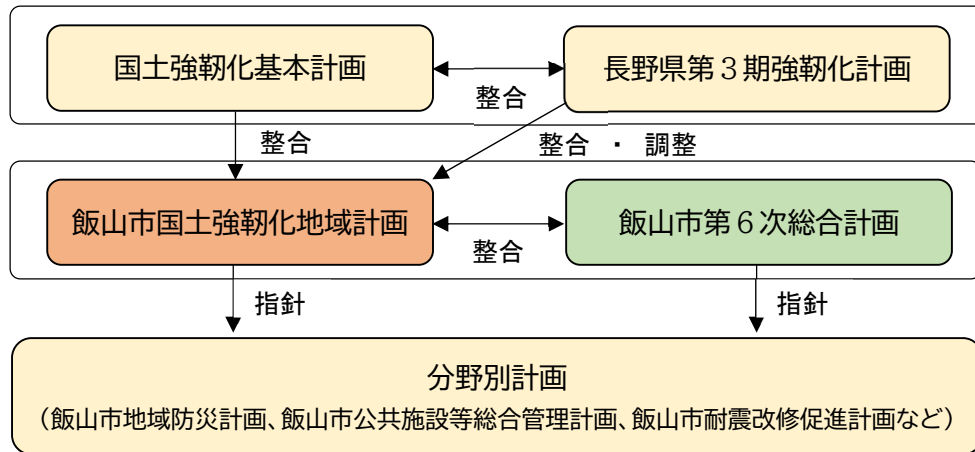 国土強靭化基本計画
長野県第３期強靭化計画
整合
整合
整合 ・ 調整
飯山市国土強靭化地域計画
飯山市第６次総合計画
整合
指針
指針
分野別計画
（飯山市地域防災計画、飯山市公共施設等総合管理計画、飯山市耐震改修促進計画など）